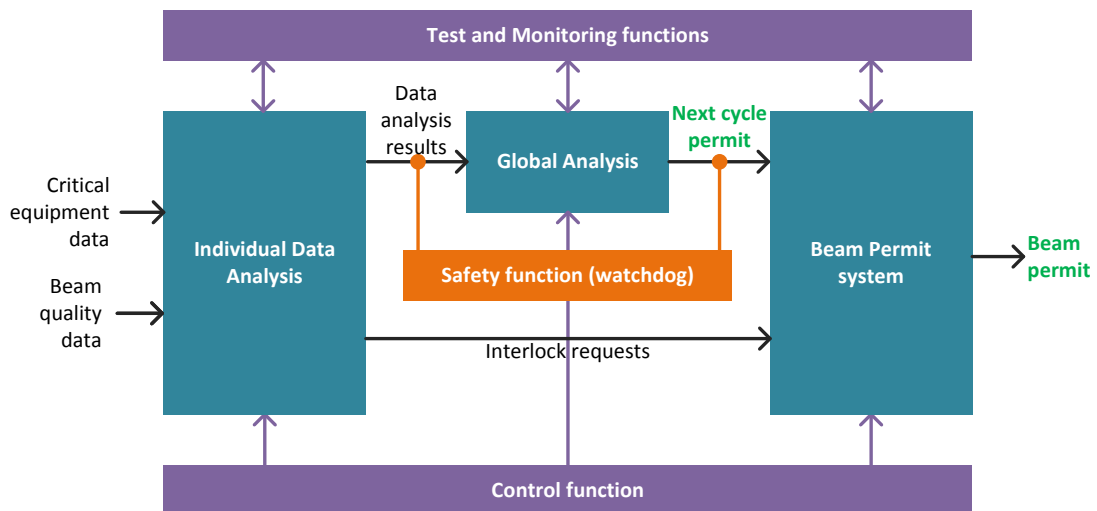 Test and Monitoring functions
Data
analysis
results
Next cycle
permit
Global Analysis
Critical
equipment
data
Individual Data
Analysis
Safety function (watchdog)
Beam Permit
system
Beam
permit
Beam
quality
data
Interlock requests
Control function